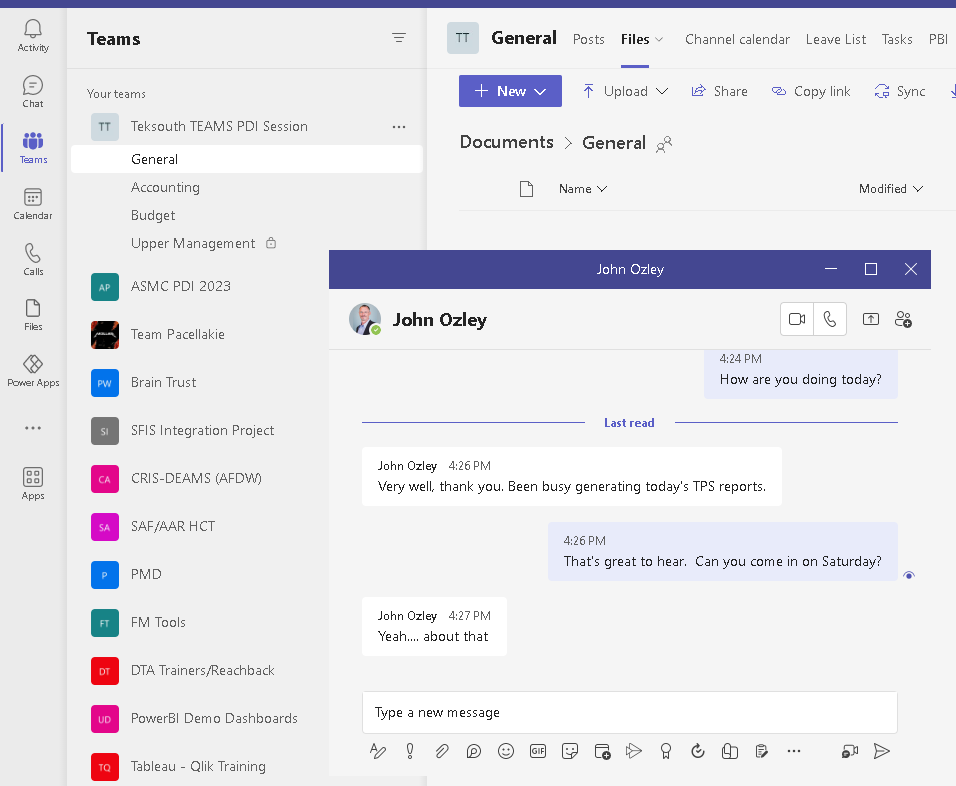 Activity
Chat
Teams
Calendar
Calls
Files
Power Apps
Apps
Teams
Your teams
TT Teksouth TEAMS PDI Session
General
Accounting
Budget
Upper Management
AP ASMC PDI 2023
Team Pacellakie
PW Brain Trust
SI SFIS Integration Project
CA CRIS-DEAMS (AFDW)
SA SAF/AAR HCT
P PMD
FT FM Tools
DT DTA Trainers/Reachback
UD PowerBI Demo Dashboards
TQ Tableau - Qlik Training
TT General Posts Files Channel calendar Leave List Tasks PBI
New Upload Share Copy link Sync
Documents > General
Name Modified
John Ozley
John Ozley
4:24 PM
How are you doing today?
Last read
John Ozley 4:26 PM
Very well, thank you. Been busy generating today's TPS reports.
4:26 PM
That's great to hear. Can you come in on Saturday?
John Ozley 4:27 PM
Yeah.... about that
Type a new message
GIF